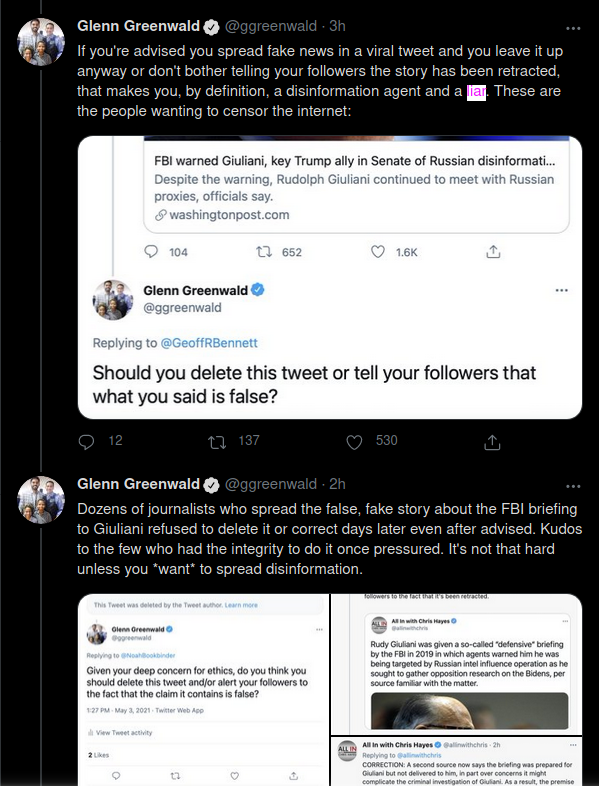 Glenn Greenwald @ggreenwald · 3h
If you're advised you spread fake news in a viral tweet and you leave it up
anyway or don't bother telling your followers the story has been retracted,
that makes you, by definition, a disinformation agent and a liar. These are
the people wanting to censor the internet:
FBI warned Giuliani, key Trump ally in Senate of Russian disinformati...
Despite the warning, Rudolph Giuliani continued to meet with Russian
proxies, officials say.
washingtonpost.com
104 652 1.6K
Glenn Greenwald
@ggreenwald
Replying to @GeoffRBennett
Should you delete this tweet or tell your followers that
what you said is false?
12 137 530
Glenn Greenwald @ggreenwald · 2h
Dozens of journalists who spread the false, fake story about the FBI briefing
to Giuliani refused to delete it or correct days later even after advised. Kudos
to the few who had the integrity to do it once pressured. It's not that hard
unless you *want* to spread disinformation.
This Tweet was deleted by the Tweet author. Learn more
Glenn Greenwald
@ggreenwald
Replying to @NoahBookbinder
Given your deep concern for ethics, do you think you
should delete this tweet and/or alert your followers to
the fact that the claim it contains is false?
1:27 PM · May 3, 2021 · Twitter Web App
View Tweet activity
2 Likes
followers to the fact that it's been retracted.
ALL IN
All In with Chris Hayes
@allinwithchris
Rudy Giuliani was given a so-called "defensive" briefing
by the FBI in 2019 in which agents warned him he was
being targeted by Russian intel influence operation as he
sought to gather opposition research on the Bidens, per
source familiar with the matter.
ALL IN
All In with Chris Hayes @allinwithchris · 2h
Replying to @allinwithchris
CORRECTION: A second source now says the briefing was prepared for
Giuliani but not delivered to him, in part over concerns it might
complicate the criminal investigation of Giuliani. As a result, the premise